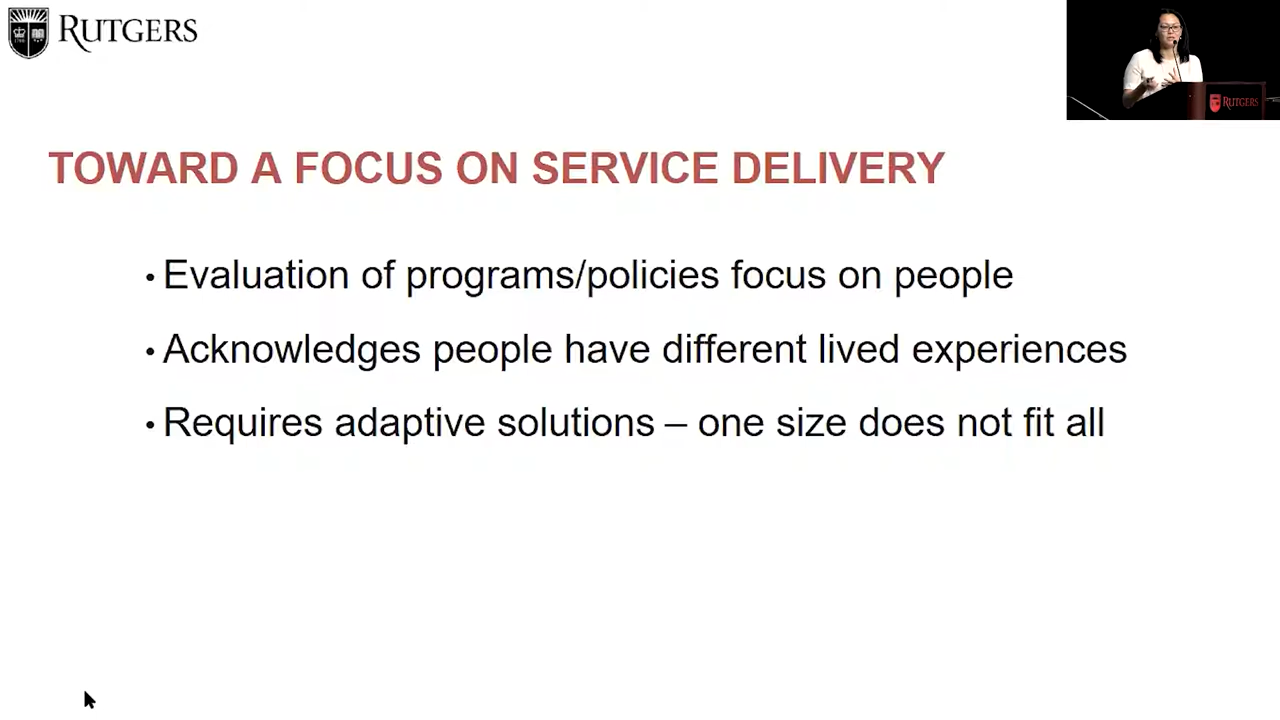 RUTGERS
RUTGERS
TOWARD A FOCUS ON SERVICE DELIVERY
• Evaluation of programs/policies focus on people
• Acknowledges people have different lived experiences
• Requires adaptive solutions – one size does not fit all